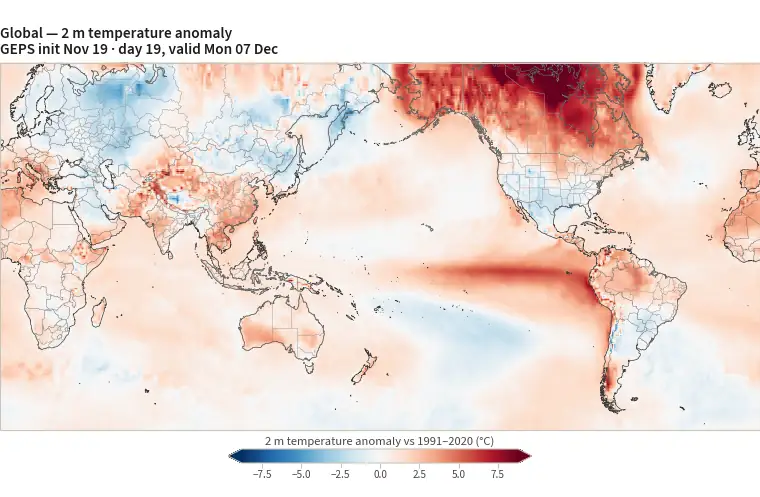 Global — 2 m temperature anomaly
GEPS init Nov 19 · day 19, valid Mon 07 Dec
2 m temperature anomaly vs 1991–2020 (°C)
−7.5 −5.0 −2.5 0.0 2.5 5.0 7.5